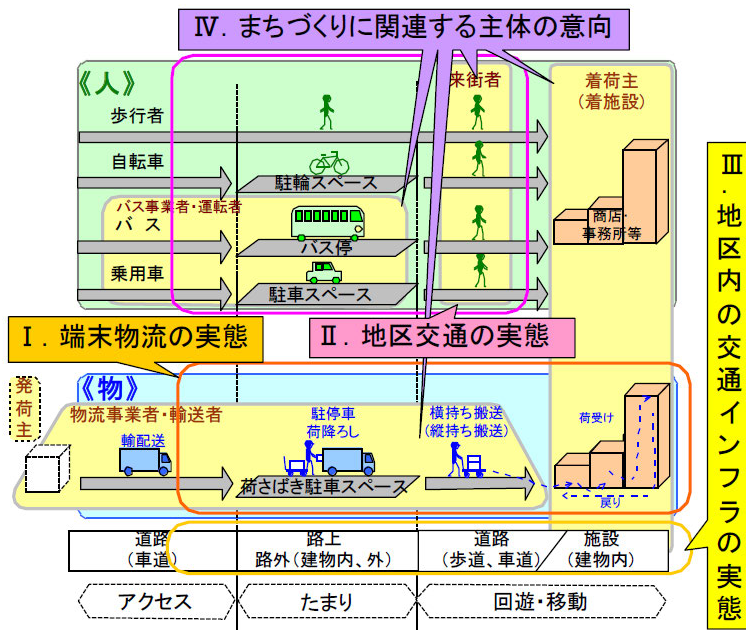 Ⅳ．まちづくりに関連する主体の意向
《人》
来街者
着荷主
(着施設)
歩行者
自転車
駐輪スペース
バス事業者・運転者
バス
バス停
商店・
事務所等
乗用車
駐車スペース
Ⅲ．地区内の交通インフラの実態
Ⅰ．端末物流の実態
Ⅱ．地区交通の実態
発荷主
《物》
物流事業者・輸送者
駐停車
荷降ろし
横持ち搬送
(縦持ち搬送)
荷受け
輸配送
荷さばき駐車スペース
戻り
道路
(車道)
路上
路外(建物内、外)
道路
(歩道、車道)
施設
(建物内)
アクセス
たまり
回遊・移動